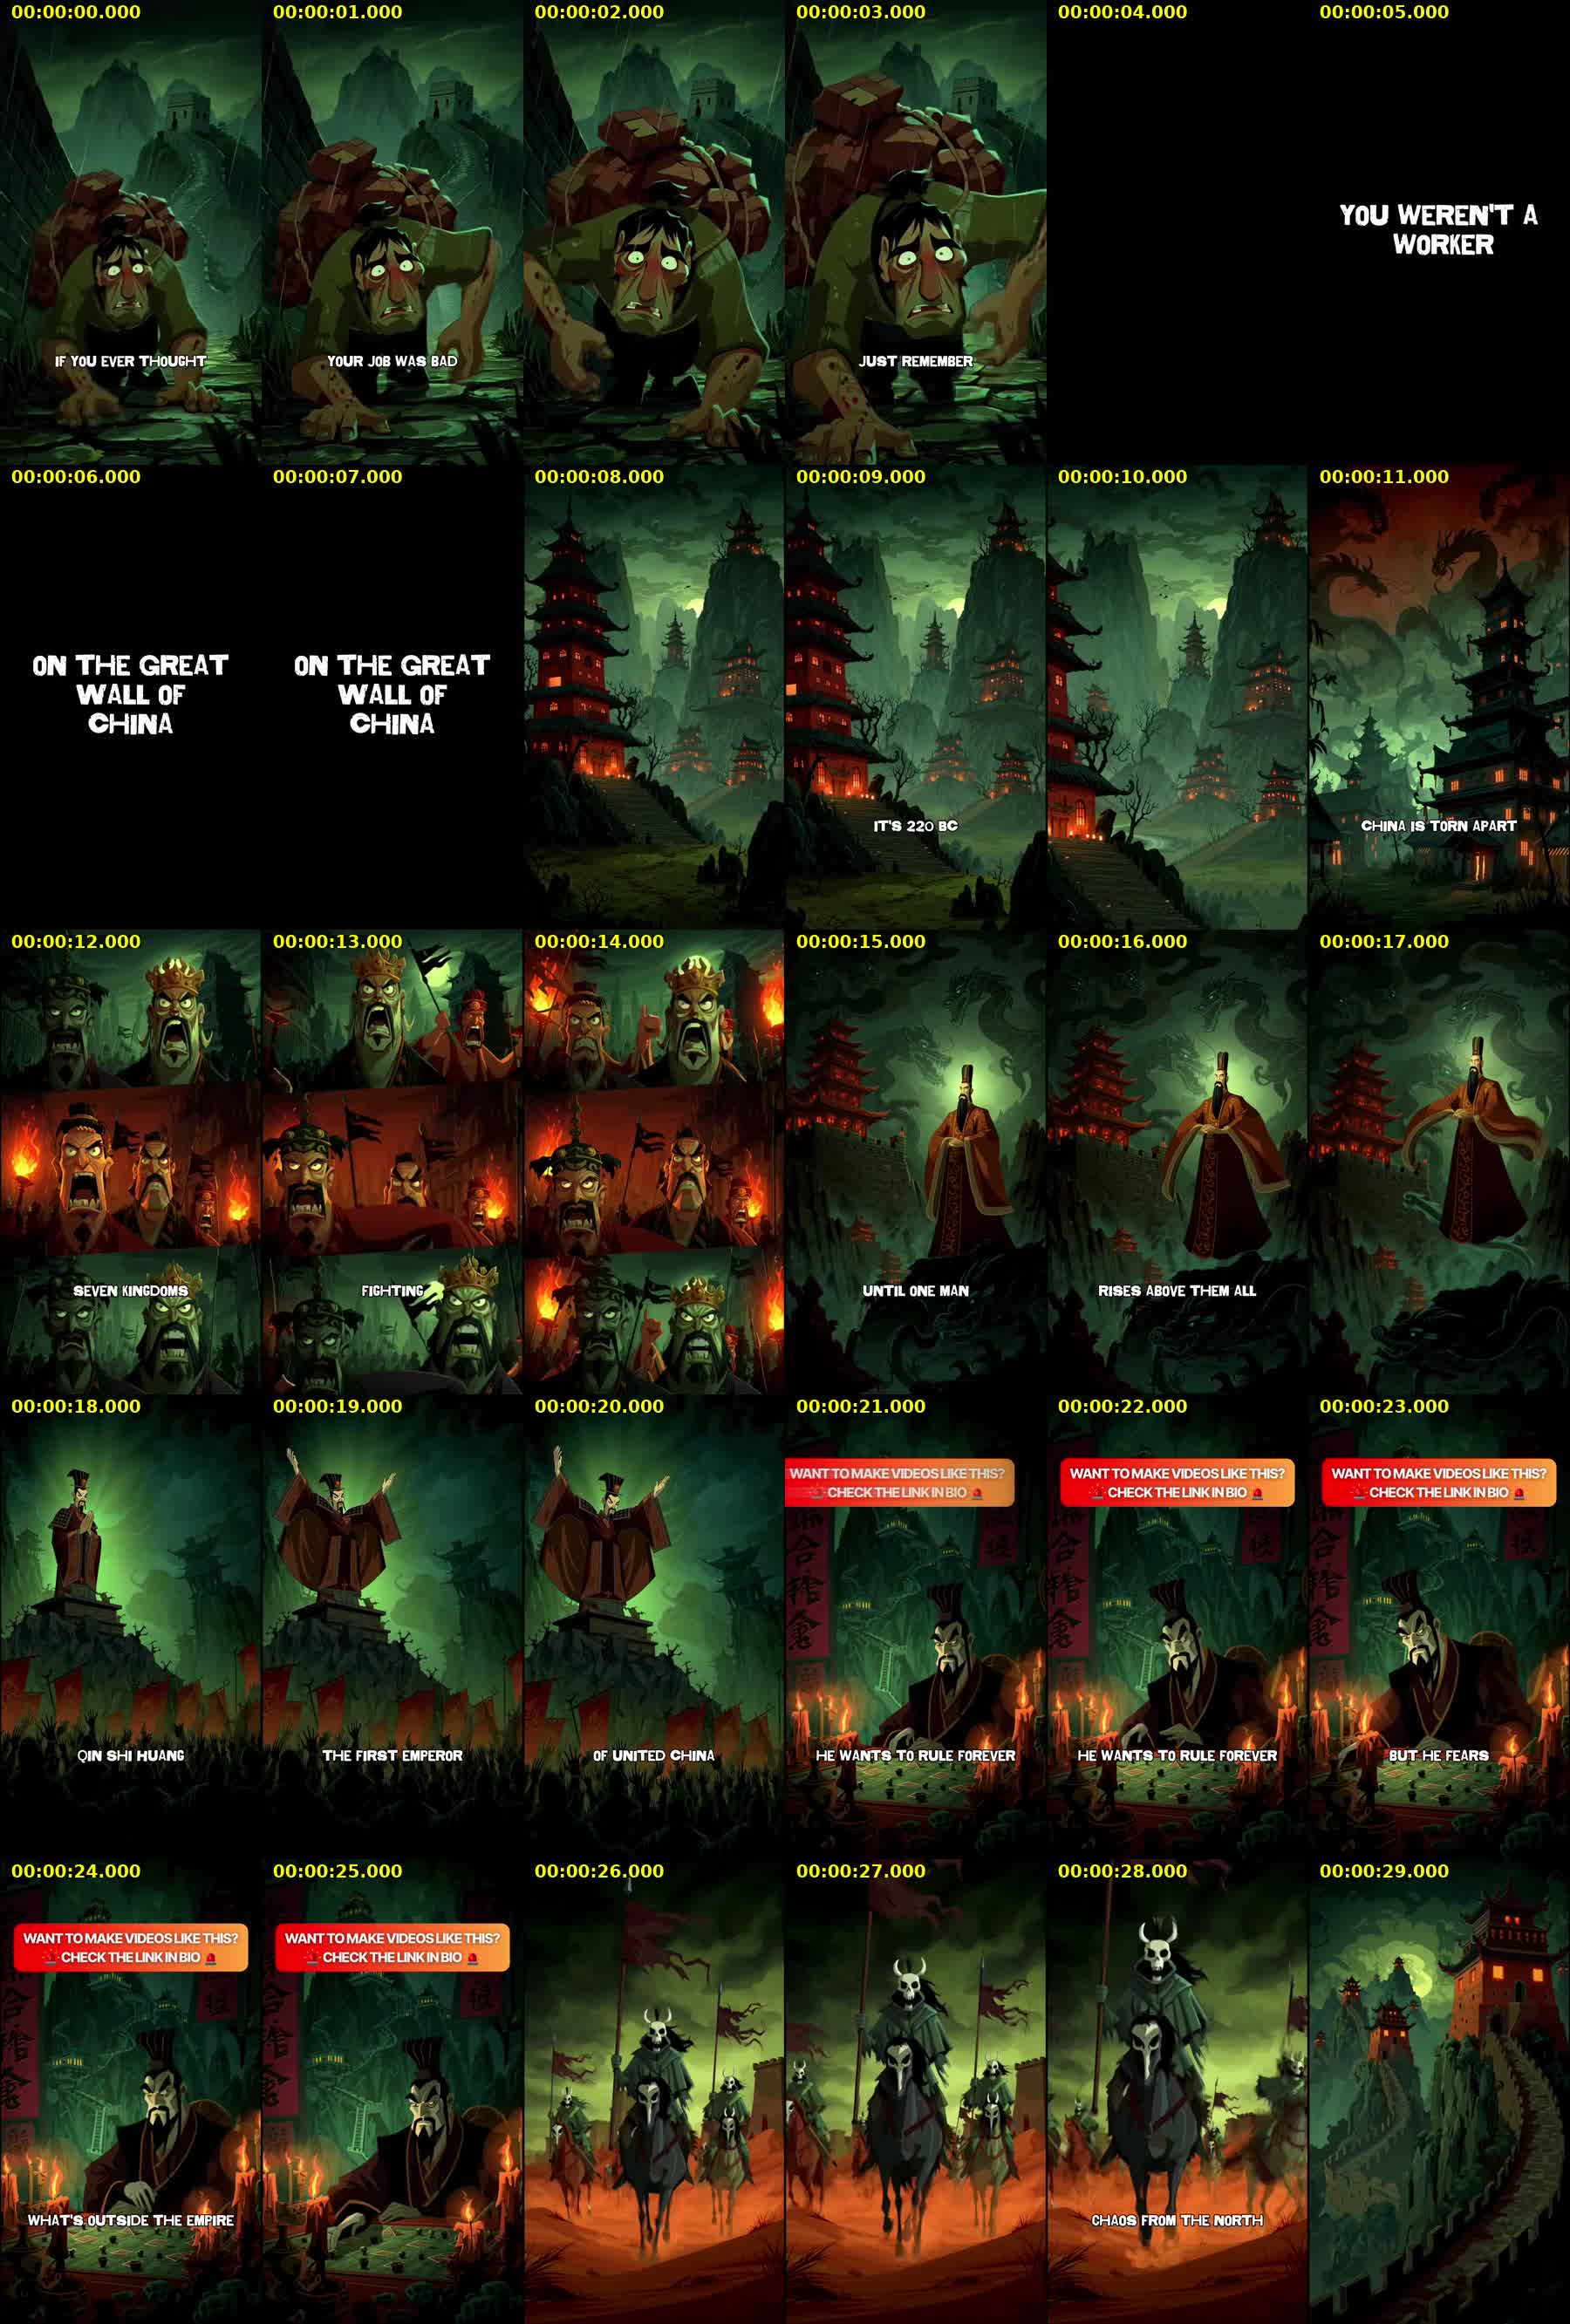 00:00:00.000
IF YOU EVER THOUGHT
00:00:01.000
YOUR JOB WAS BAD
00:00:02.000
00:00:03.000
JUST REMEMBER
00:00:04.000
00:00:05.000
YOU WEREN'T A
WORKER
00:00:06.000
ON THE GREAT
WALL OF
CHINA
00:00:07.000
ON THE GREAT
WALL OF
CHINA
00:00:08.000
00:00:09.000
IT'S 220 BC
00:00:10.000
00:00:11.000
CHINA IS TORN APART
00:00:12.000
SEVEN KINGDOMS
00:00:13.000
FIGHTING
00:00:14.000
00:00:15.000
UNTIL ONE MAN
00:00:16.000
RISES ABOVE THEM ALL
00:00:17.000
00:00:18.000
QIN SHI HUANG
00:00:19.000
THE FIRST EMPEROR
00:00:20.000
OF UNITED CHINA
00:00:21.000
WANT TO MAKE VIDEOS LIKE THIS?
CHECK THE LINK IN BIO
HE WANTS TO RULE FOREVER
00:00:22.000
WANT TO MAKE VIDEOS LIKE THIS?
CHECK THE LINK IN BIO
HE WANTS TO RULE FOREVER
00:00:23.000
WANT TO MAKE VIDEOS LIKE THIS?
CHECK THE LINK IN BIO
BUT HE FEARS
00:00:24.000
WANT TO MAKE VIDEOS LIKE THIS?
CHECK THE LINK IN BIO
WHAT'S OUTSIDE THE EMPIRE
00:00:25.000
WANT TO MAKE VIDEOS LIKE THIS?
CHECK THE LINK IN BIO
00:00:26.000
00:00:27.000
00:00:28.000
CHAOS FROM THE NORTH
00:00:29.000